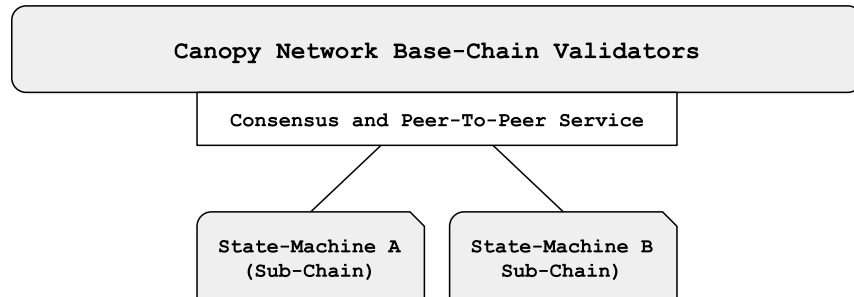 Canopy Network Base-Chain Validators
Consensus and Peer-To-Peer Service
State-Machine A
(Sub-Chain)
State-Machine B
Sub-Chain)